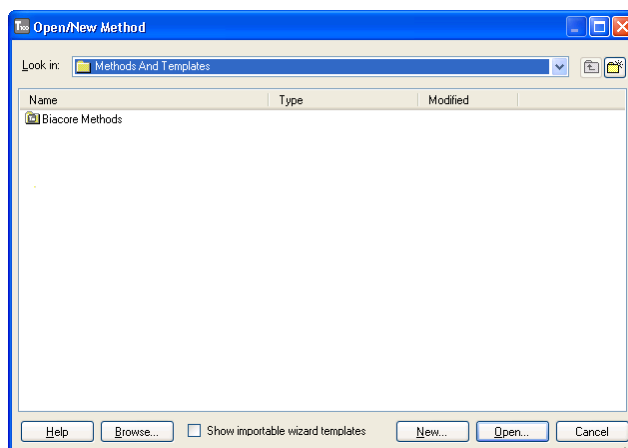 T100 Open/New Method
Look in: Methods And Templates
Name Type Modified
Biacore Methods
Help Browse... Show importable wizard templates New... Open... Cancel